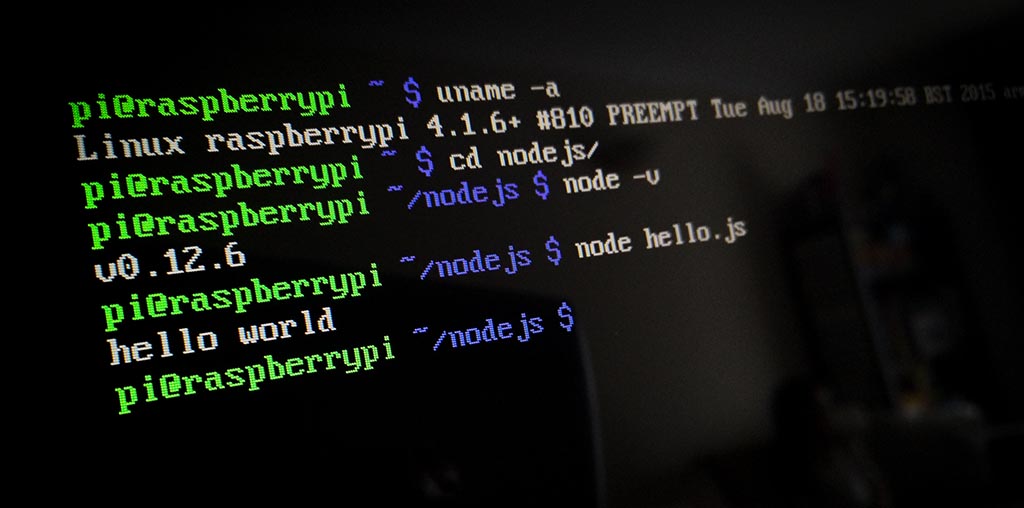 pi@raspberrypi ~ $ uname -a
Linux raspberrypi 4.1.6+ #810 PREEMPT Tue Aug 18 15:19:58 BST 2015 arm
pi@raspberrypi ~ $ cd nodejs/
pi@raspberrypi ~/nodejs $ node -v
v0.12.6
pi@raspberrypi ~/nodejs $ node hello.js
hello world
pi@raspberrypi ~/nodejs $